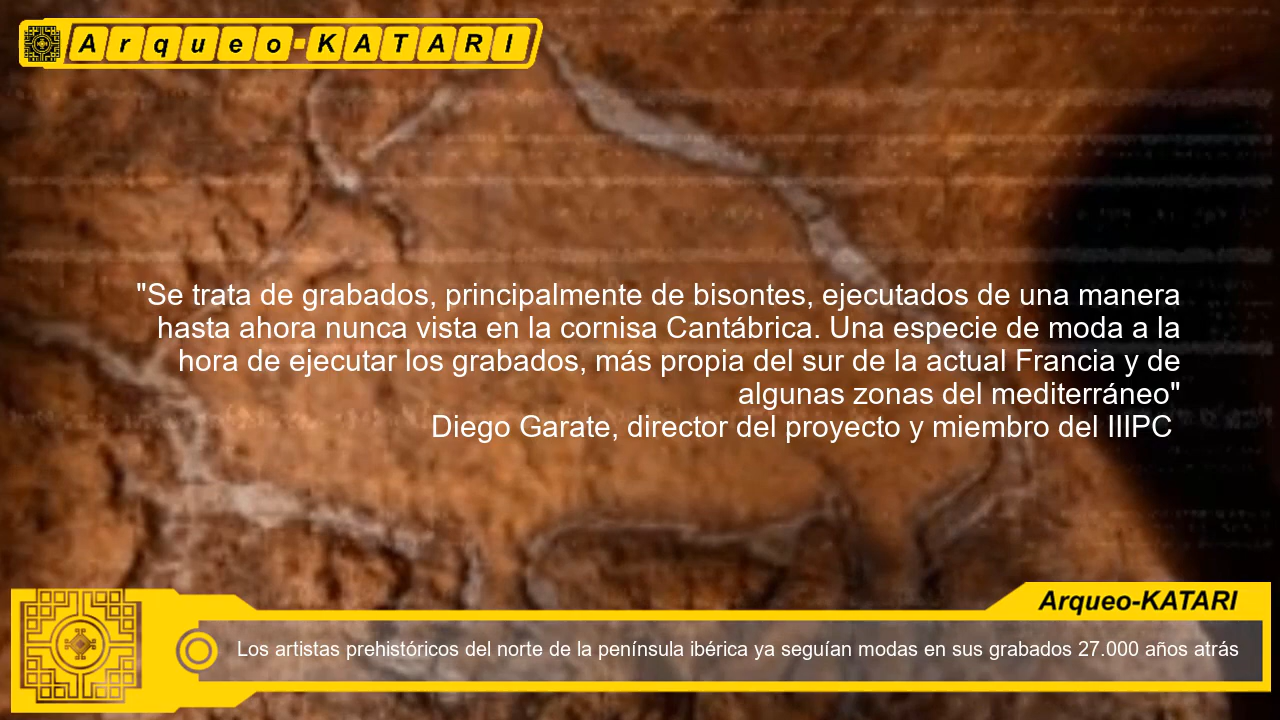 Arqueo-KATARI
"Se trata de grabados, principalmente de bisontes, ejecutados de una manera
hasta ahora nunca vista en la cornisa Cantábrica. Una especie de moda a la
hora de ejecutar los grabados, más propia del sur de la actual Francia y de
algunas zonas del mediterráneo"
Diego Garate, director del proyecto y miembro del IIIPC
Arqueo-KATARI
Los artistas prehistóricos del norte de la península ibérica ya seguían modas en sus grabados 27.000 años atrás